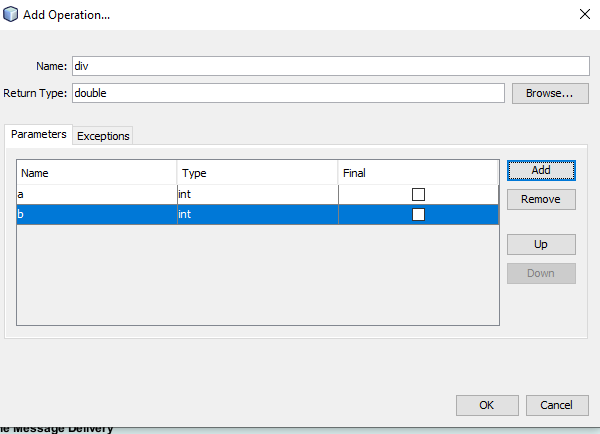 Add Operation...
Name: div
Return Type: double Browse...
Parameters Exceptions
Name Type Final Add
a int
Remove
b int
Up
Down
OK Cancel
Message Delivery